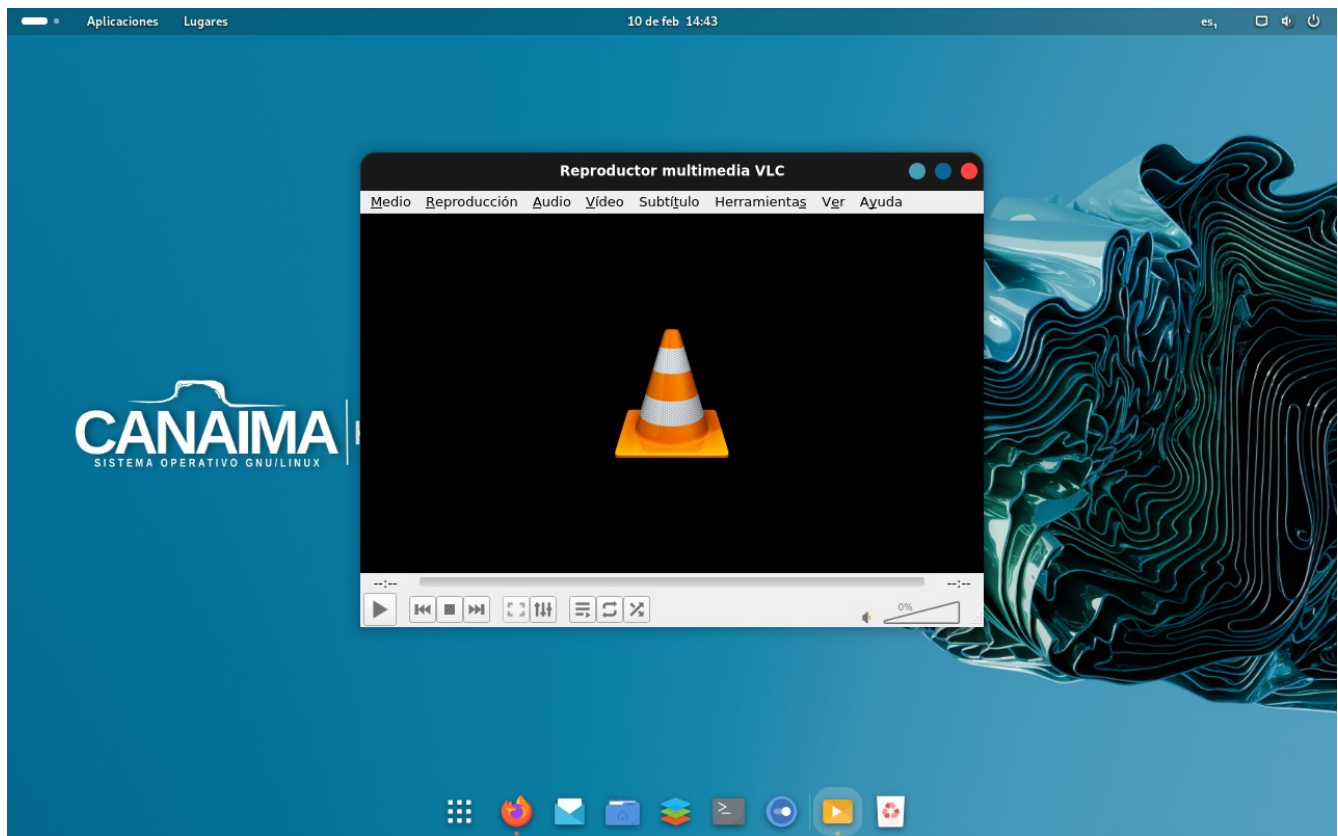 Aplicaciones Lugares 10 de feb 14:43 es₁
Reproductor multimedia VLC
Medio Reproducción Audio Vídeo Subtítulo Herramientas Ver Ayuda
CANAIMA
SISTEMA OPERATIVO GNU/LINUX
--:-- --:--
0%